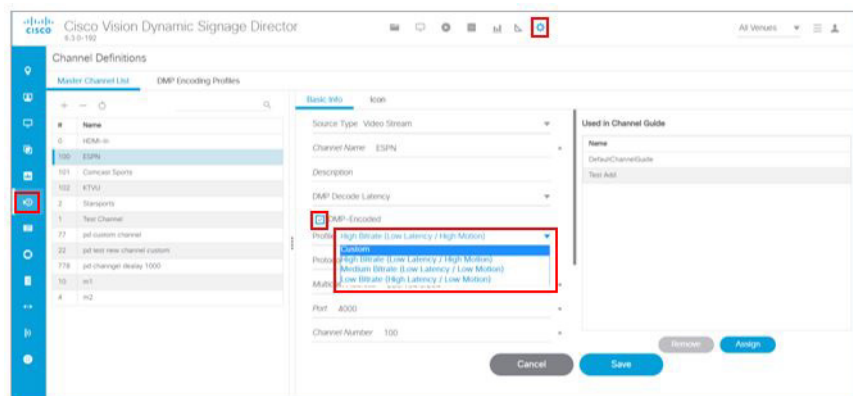 cisco Cisco Vision Dynamic Signage Director
6.3.0-192
All Venues
Channel Definitions
Master Channel List DMP Encoding Profiles
# Name
0 HDMI-in
100 ESPN
101 Comcast Sports
102 KTVU
2 Starsports
1 Test Channel
77 pd custom channel
22 pd test new channel custom
778 pd changel dealay 1000
10 m1
4 m2
Basic Info Icon
Source Type Video Stream
Channel Name ESPN
Description
DMP Decode Latency
DMP-Encoded
Profile High Bitrate (Low Latency / High Motion)
Custom
High Bitrate (Low Latency / High Motion)
Medium Bitrate (Low Latency / Low Motion)
Low Bitrate (High Latency / Low Motion)
Protoco
Multic
Port 4000
Channel Number 100
Used In Channel Guide
Name
DefaultChannelGuide
Test Add
Remove Assign
Cancel Save